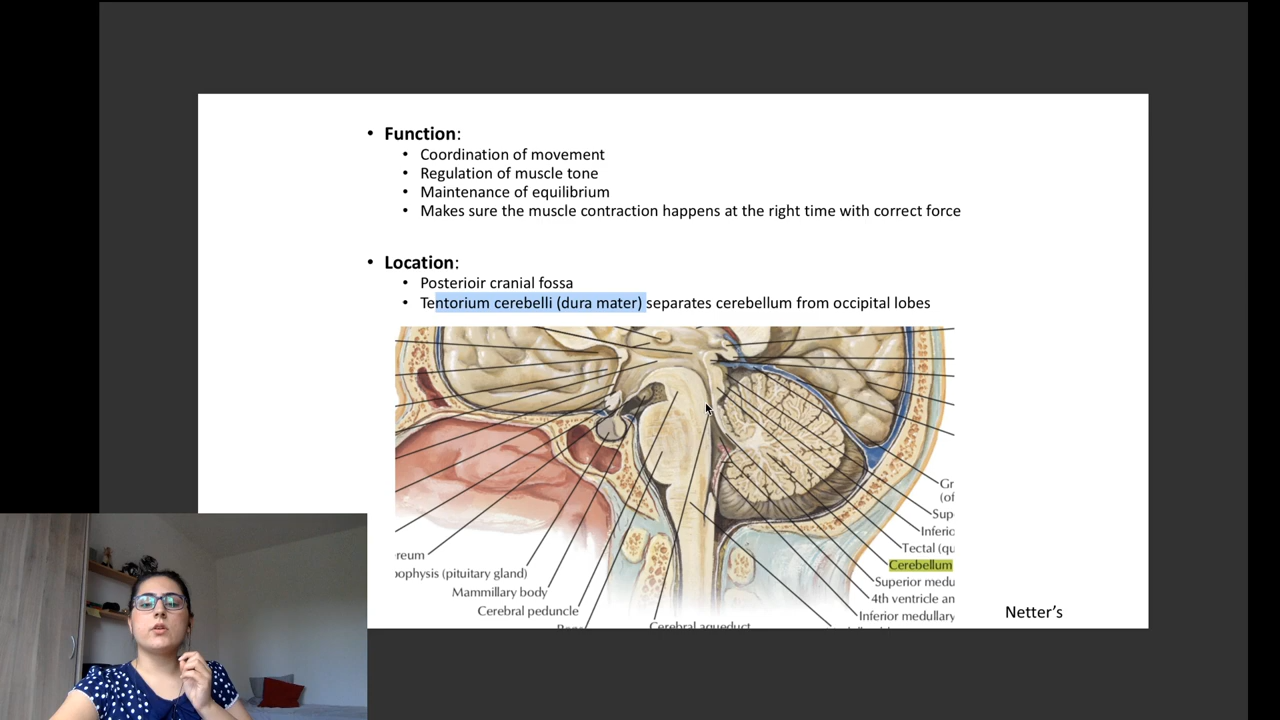 • Function:
• Coordination of movement
• Regulation of muscle tone
• Maintenance of equilibrium
• Makes sure the muscle contraction happens at the right time with correct force
• Location:
• Posterioir cranial fossa
• Tentorium cerebelli (dura mater) separates cerebellum from occipital lobes
Gr
(of
Sup
Inferic
Tectal (qu
Cerebellum
Superior medu
4th ventricle an
Inferior medullary
reum
pophysis (pituitary gland)
Mammillary body
Cerebral peduncle
Pons
Cerebral aqueduct
Netter's